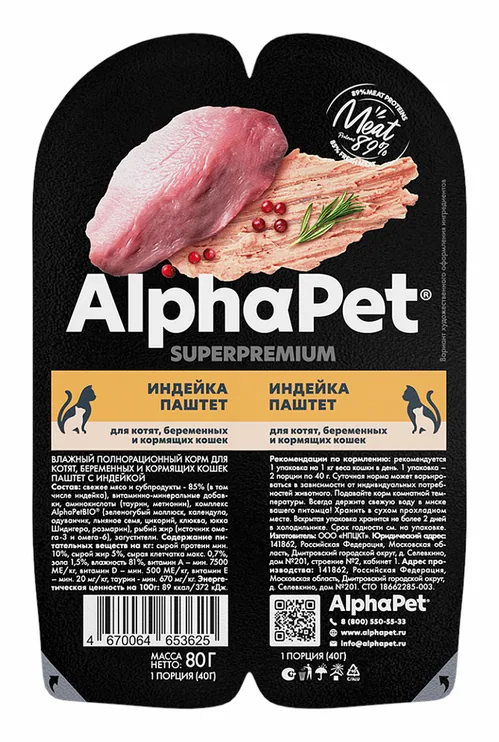 89% MEAT PROTEINS
Meat
Proteins
89%
AlphaPet®
SUPERPREMIUM
Вариант художественного оформления ингредиентов
ИНДЕЙКА
ПАШТЕТ
для котят, беременных
и кормящих кошек
ИНДЕЙКА
ПАШТЕТ
для котят, беременных
и кормящих кошек
ВЛАЖНЫЙ ПОЛНОРАЦИОННЫЙ КОРМ ДЛЯ
КОТЯТ, БЕРЕМЕННЫХ И КОРМЯЩИХ КОШЕК
ПАШТЕТ С ИНДЕЙКОЙ
Состав: свежее мясо и субпродукты - 85% (в том
числе индейка), витаминно-минеральные добав-
ки, аминокислоты (таурин, метионин), комплекс
AlphaPetBIO® (зеленогубый моллюск, календула,
одуванчик, льняное семя, цикорий, клюква, юкка
Шидигера, розмарин), рыбий жир (источник оме-
га-3 и омега-6), загустители. Содержание пита-
тельных веществ на кг: сырой протеин мин.
10%, сырой жир 5%, сырая клетчатка макс. 0,7%,
зола 1,5%, влажность 81%, витамин А – мин. 7500
МЕ/кг, витамин D – мин. 500 МЕ/кг, витамин Е
– мин. 20 мг/кг, таурин - мин. 670 мг/кг. Энерге-
тическая ценность на 100г: 89 ккал/372 кДж.
4 670064 653625
МАССА
НЕТТО:
80 Г
1 ПОРЦИЯ (40Г)
Рекомендации по кормлению: рекомендуется
1 упаковка на 1 кг веса кошки в день. 1 упаковка –
2 порции по 40 г. Суточная норма может варьиро-
ваться в зависимости от индивидуальных потреб-
ностей животного. Подавайте корм комнатной тем-
пературы. Всегда держите свежую воду в миске
вашего питомца! Хранить в сухом прохладном
месте. Вскрытая упаковка хранится не более 2 дней
в холодильнике. Срок годности см. на упаковке.
Изготовитель: ООО «НПЦКТ». Юридический адрес:
141862, Российская Федерация, Московская об-
ласть, Дмитровский городской округ, д. Селевкино,
дом №201, строение №2, кабинет 1. Адрес про-
изводства: 141862, Российская Федерация,
Московская область, Дмитровский городской округ,
д. Селевкино, дом №201. СТО 18662285-003.
AlphaPet®
8 (800) 550-55-33
www.alphapet.ru
info@alphapet.ru
1 ПОРЦИЯ (40Г)
C/ALU